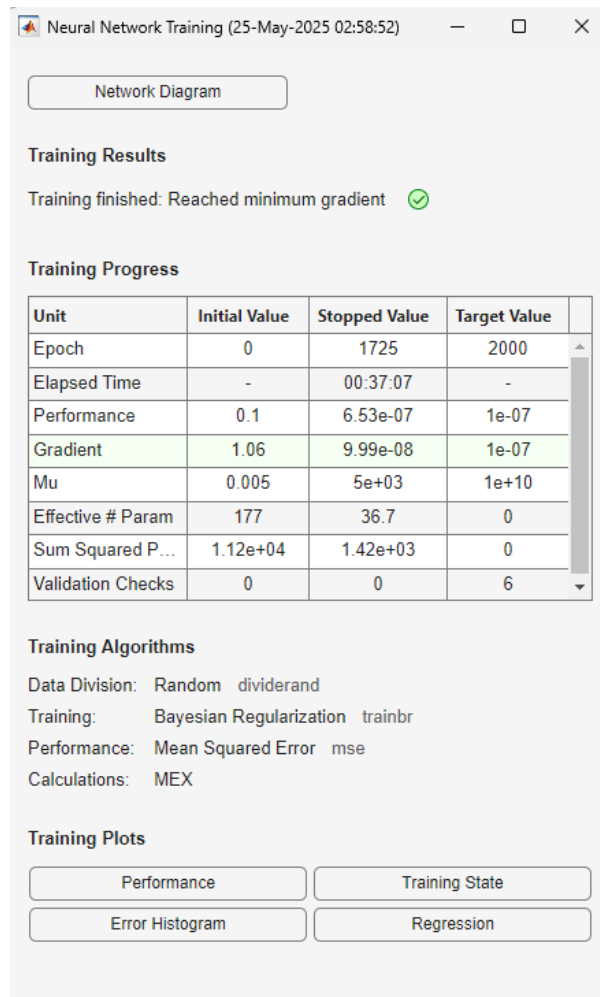 Neural Network Training (25-May-2025 02:58:52)
Network Diagram
Training Results
Training finished: Reached minimum gradient
Training Progress
Unit Initial Value Stopped Value Target Value
Epoch 0 1725 2000
Elapsed Time - 00:37:07 -
Performance 0.1 6.53e-07 1e-07
Gradient 1.06 9.99e-08 1e-07
Mu 0.005 5e+03 1e+10
Effective # Param 177 36.7 0
Sum Squared P... 1.12e+04 1.42e+03 0
Validation Checks 0 0 6
Training Algorithms
Data Division: Random dividerand
Training: Bayesian Regularization trainbr
Performance: Mean Squared Error mse
Calculations: MEX
Training Plots
Performance Training State
Error Histogram Regression